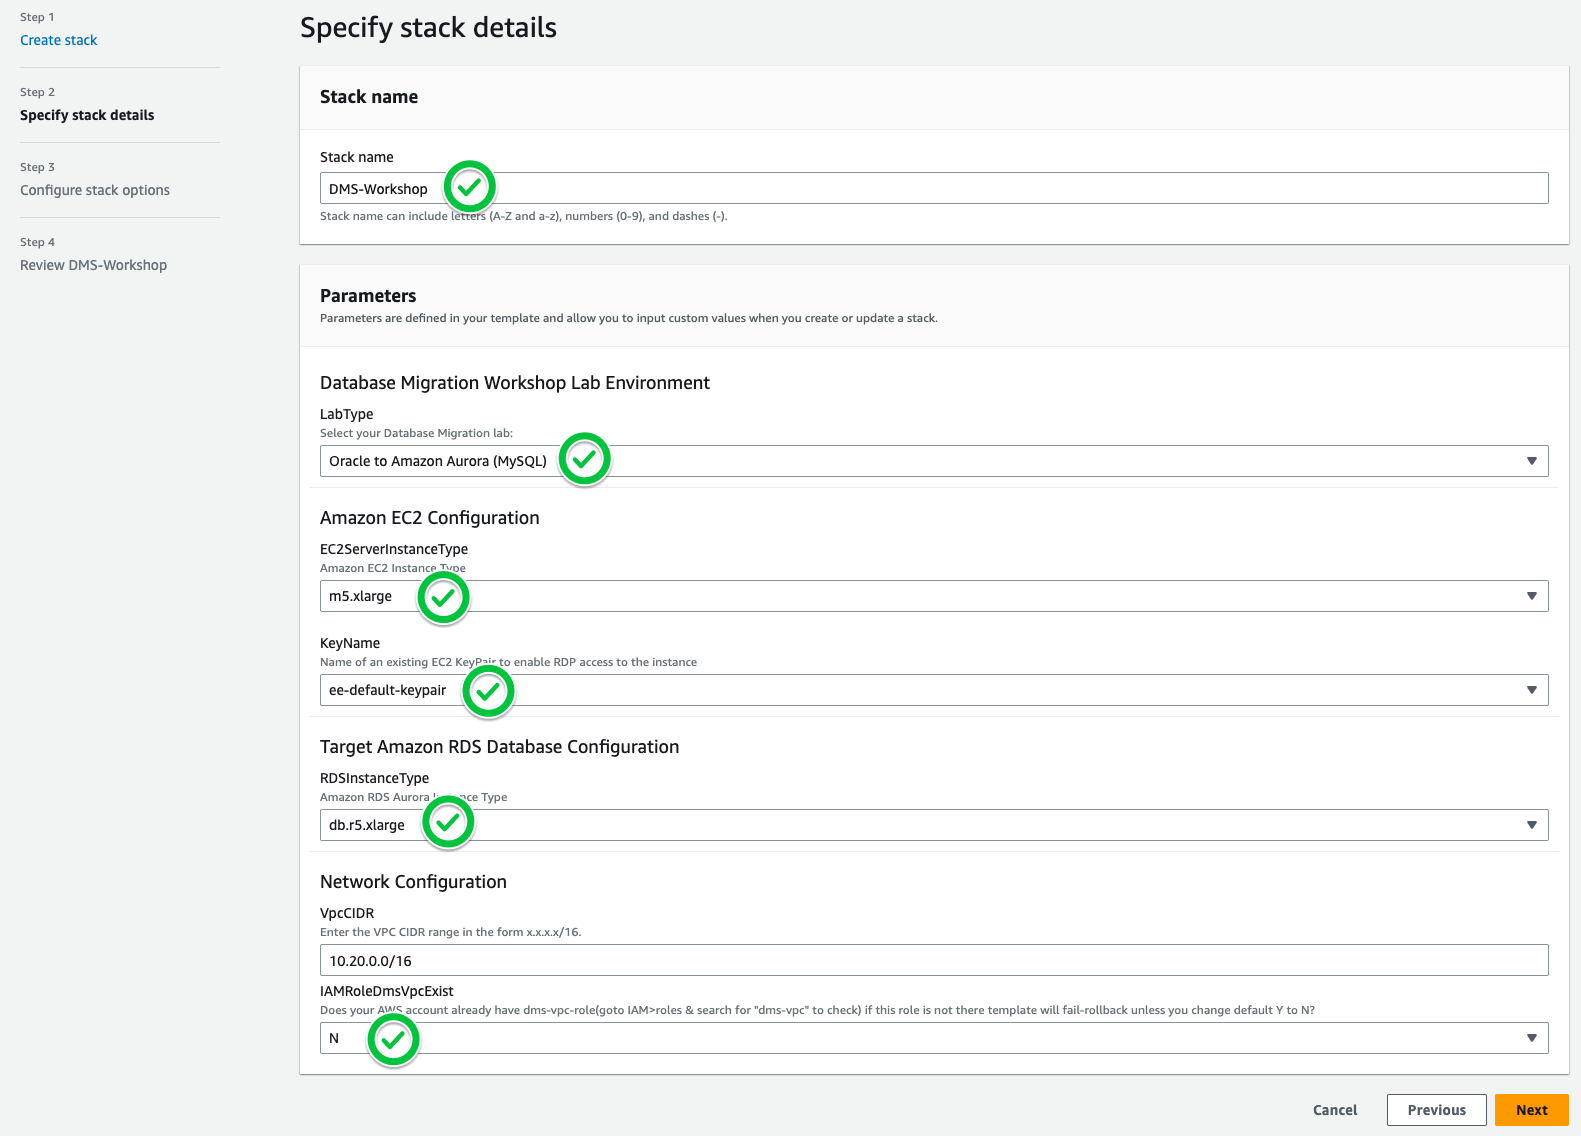 Step 1
Create stack
Step 2
Specify stack details
Step 3
Configure stack options
Step 4
Review DMS-Workshop
Specify stack details
Stack name
Stack name
DMS-Workshop
Stack name can include letters (A-Z and a-z), numbers (0-9), and dashes (-).
Parameters
Parameters are defined in your template and allow you to input custom values when you create or update a stack.
Database Migration Workshop Lab Environment
LabType
Select your Database Migration lab:
Oracle to Amazon Aurora (MySQL)
Amazon EC2 Configuration
EC2ServerInstanceType
Amazon EC2 Instance Type
m5.xlarge
KeyName
Name of an existing EC2 KeyPair to enable RDP access to the instance
ee-default-keypair
Target Amazon RDS Database Configuration
RDSInstanceType
Amazon RDS Aurora Instance Type
db.r5.xlarge
Network Configuration
VpcCIDR
Enter the VPC CIDR range in the form x.x.x.x/16.
10.20.0.0/16
IAMRoleDmsVpcExist
Does your AWS account already have dms-vpc-role(goto IAM>roles & search for "dms-vpc" to check) if this role is not there template will fail-rollback unless you change default Y to N?
N
Cancel
Previous
Next